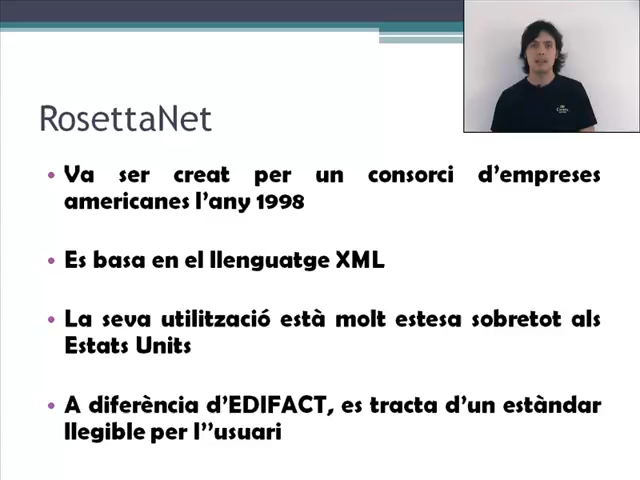 RosettaNet
• Va ser creat per un consorci d'empreses
americanes l'any 1998
• Es basa en el llenguatge XML
• La seva utilització està molt estesa sobretot als
Estats Units
• A diferència d'EDIFACT, es tracta d'un estàndar
llegible per l''usuari